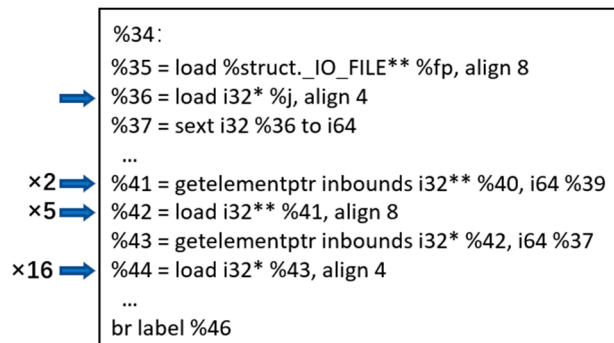 %34:
%35 = load %struct._IO_FILE** %fp, align 8
%36 = load i32* %j, align 4
%37 = sext i32 %36 to i64
...
×2 %41 = getelementptr inbounds i32** %40, i64 %39
×5 %42 = load i32** %41, align 8
%43 = getelementptr inbounds i32* %42, i64 %37
×16 %44 = load i32* %43, align 4
...
br label %46